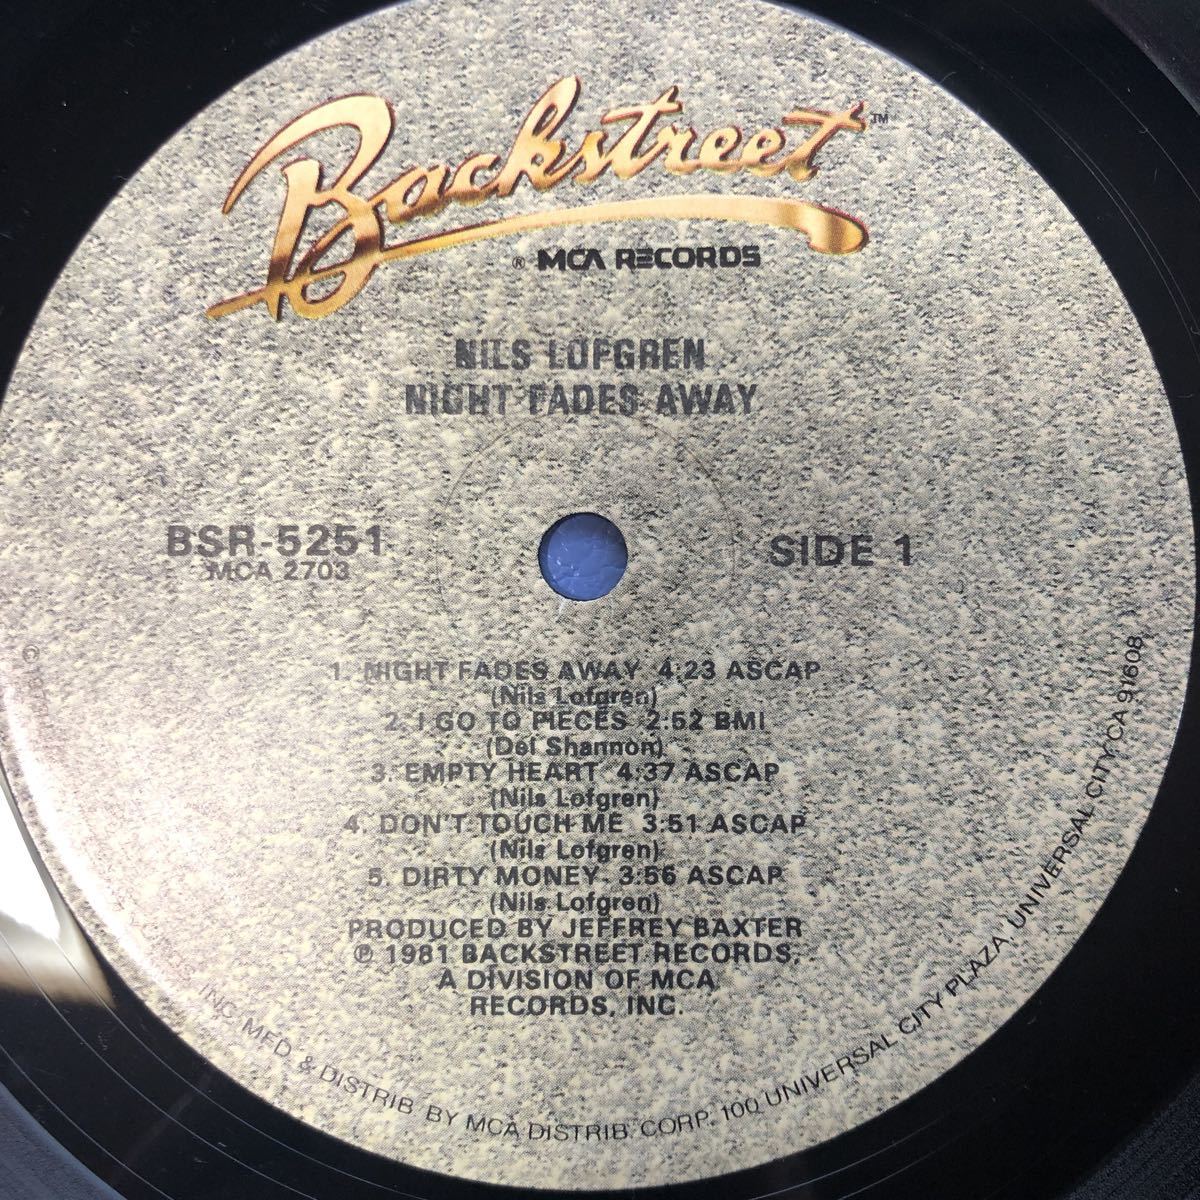 Backstreet™
® MCA RECORDS
NILS LOFGREN
NIGHT FADES AWAY
BSR-5251
MCA 2703
SIDE 1
1. NIGHT FADES AWAY 4:23 ASCAP
(Nils Lofgren)
2. I GO TO PIECES 2:52 BMI
(Del Shannon)
3. EMPTY HEART 4:37 ASCAP
(Nils Lofgren)
4. DON'T TOUCH ME 3:51 ASCAP
(Nils Lofgren)
5. DIRTY MONEY 3:56 ASCAP
(Nils Lofgren)
PRODUCED BY JEFFREY BAXTER
℗ 1981 BACKSTREET RECORDS,
A DIVISION OF MCA
RECORDS, INC.
INC. MFD & DISTRIB BY MCA DISTRIB. CORP. 100 UNIVERSAL CITY PLAZA UNIVERSAL CITY CA 91608